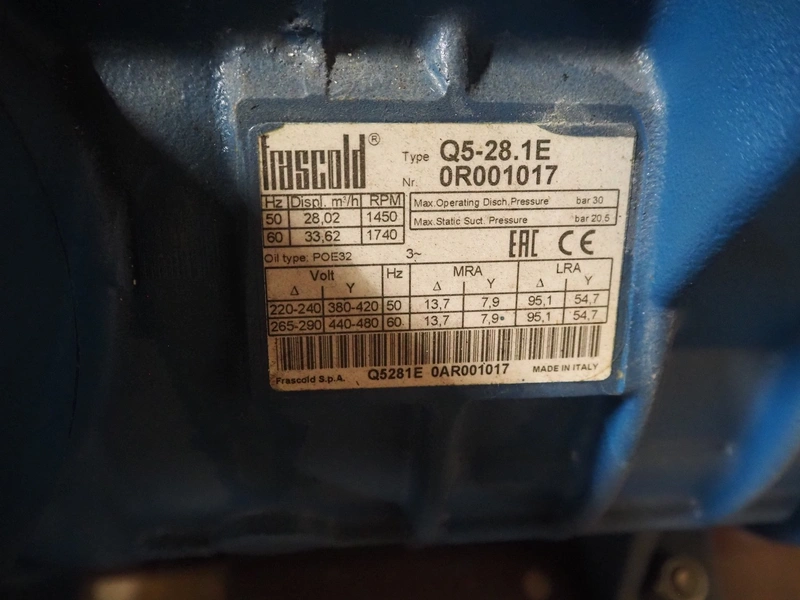 frascold®
Type Q5-28.1E
Nr. 0R001017
Hz Displ. m³/h RPM
50 28,02 1450
60 33,62 1740
Max.Operating Disch.Pressure bar 30
Max.Static Suct. Pressure bar 20.5
Oil type: POE32 3~ EAC CE
Volt Hz MRA LRA
Δ Y Δ Y Δ Y
220-240 380-420 50 13,7 7,9 95,1 54,7
265-290 440-480 60 13,7 7,9 95,1 54,7
Frascold S.p.A. Q5281E 0AR001017 MADE IN ITALY